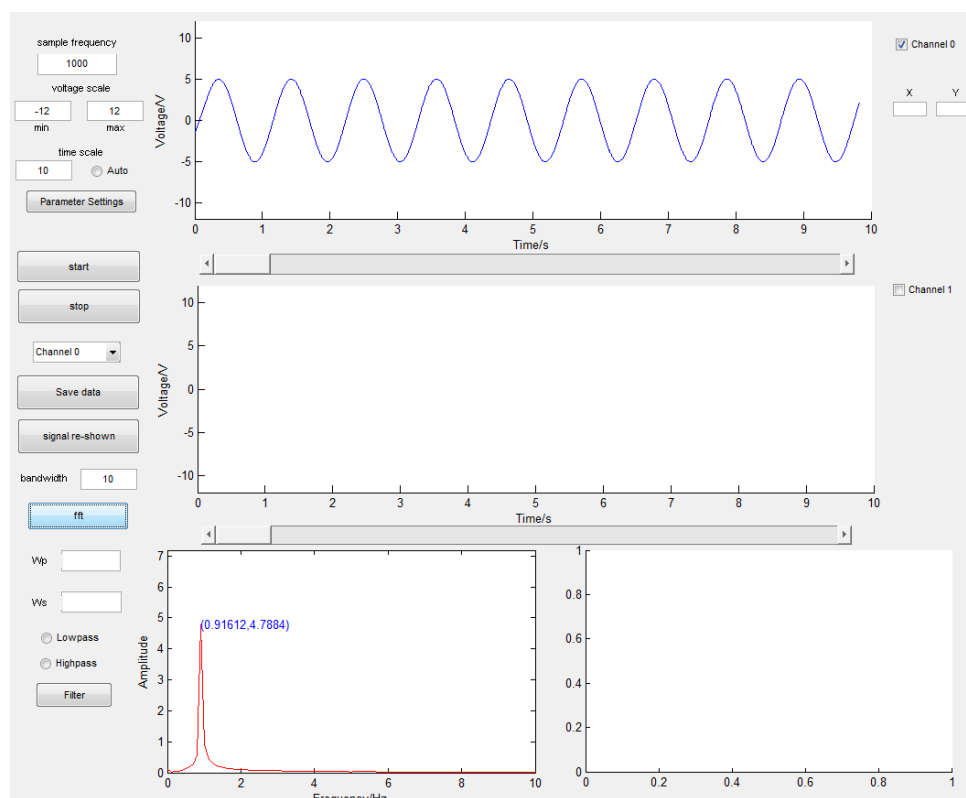 sample frequency
1000
voltage scale
-12 12
min max
time scale
10 Auto
Parameter Settings
start
stop
Channel 0
Save data
signal re-shown
bandwidth 10
fft
Wp
Ws
Lowpass
Highpass
Filter
10
5
0
-5
-10
Voltage/V
0 1 2 3 4 5 6 7 8 9 10
Time/s
Channel 0
X Y
10
5
0
-5
-10
Voltage/V
0 1 2 3 4 5 6 7 8 9 10
Time/s
Channel 1
7
6
5
4
3
2
1
0
Amplitude
(0.91612,4.7884)
0 2 4 6 8 10
Frequency/Hz
1
0.8
0.6
0.4
0.2
0
0 0.2 0.4 0.6 0.8 1